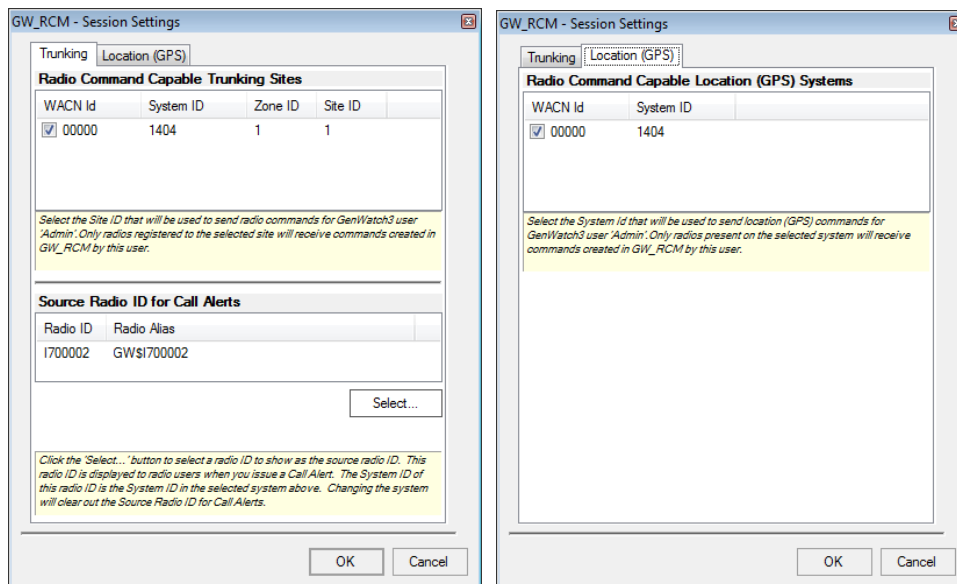 GW_RCM - Session Settings
Trunking
Location (GPS)
Radio Command Capable Trunking Sites
WACN Id System ID Zone ID Site ID
00000 1404 1 1
Select the Site ID that will be used to send radio commands for GenWatch3 user
'Admin'.Only radios registered to the selected site will receive commands created in
GW_RCM by this user.
Source Radio ID for Call Alerts
Radio ID Radio Alias
I700002 GW$I700002
Select...
Click the 'Select...' button to select a radio ID to show as the source radio ID. This
radio ID is displayed to radio users when you issue a Call Alert. The System ID of
this radio ID is the System ID in the selected system above. Changing the system
will clear out the Source Radio ID for Call Alerts.
OK Cancel
GW_RCM - Session Settings
Trunking
Location (GPS)
Radio Command Capable Location (GPS) Systems
WACN Id System ID
00000 1404
Select the System Id that will be used to send location (GPS) commands for
GenWatch3 user 'Admin'.Only radios present on the selected system will receive
commands created in GW_RCM by this user.
OK Cancel